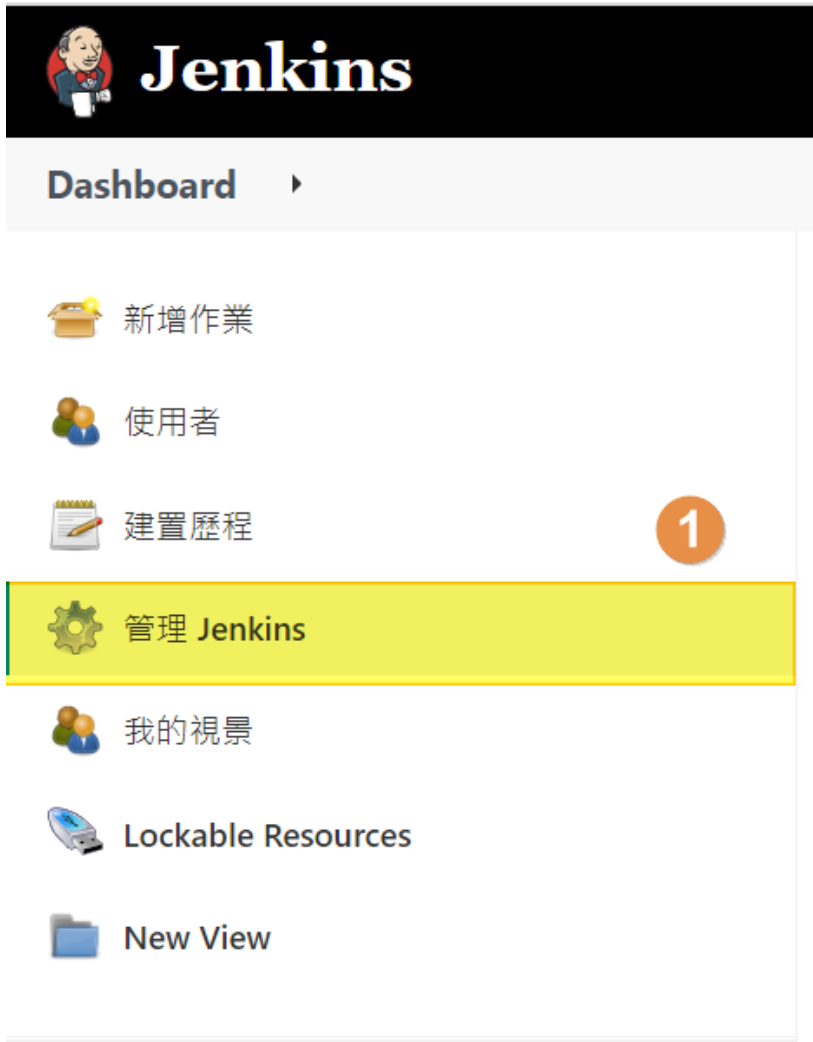 Jenkins
Dashboard
新增作業
使用者
建置歷程
1
管理 Jenkins
我的視景
Lockable Resources
New View